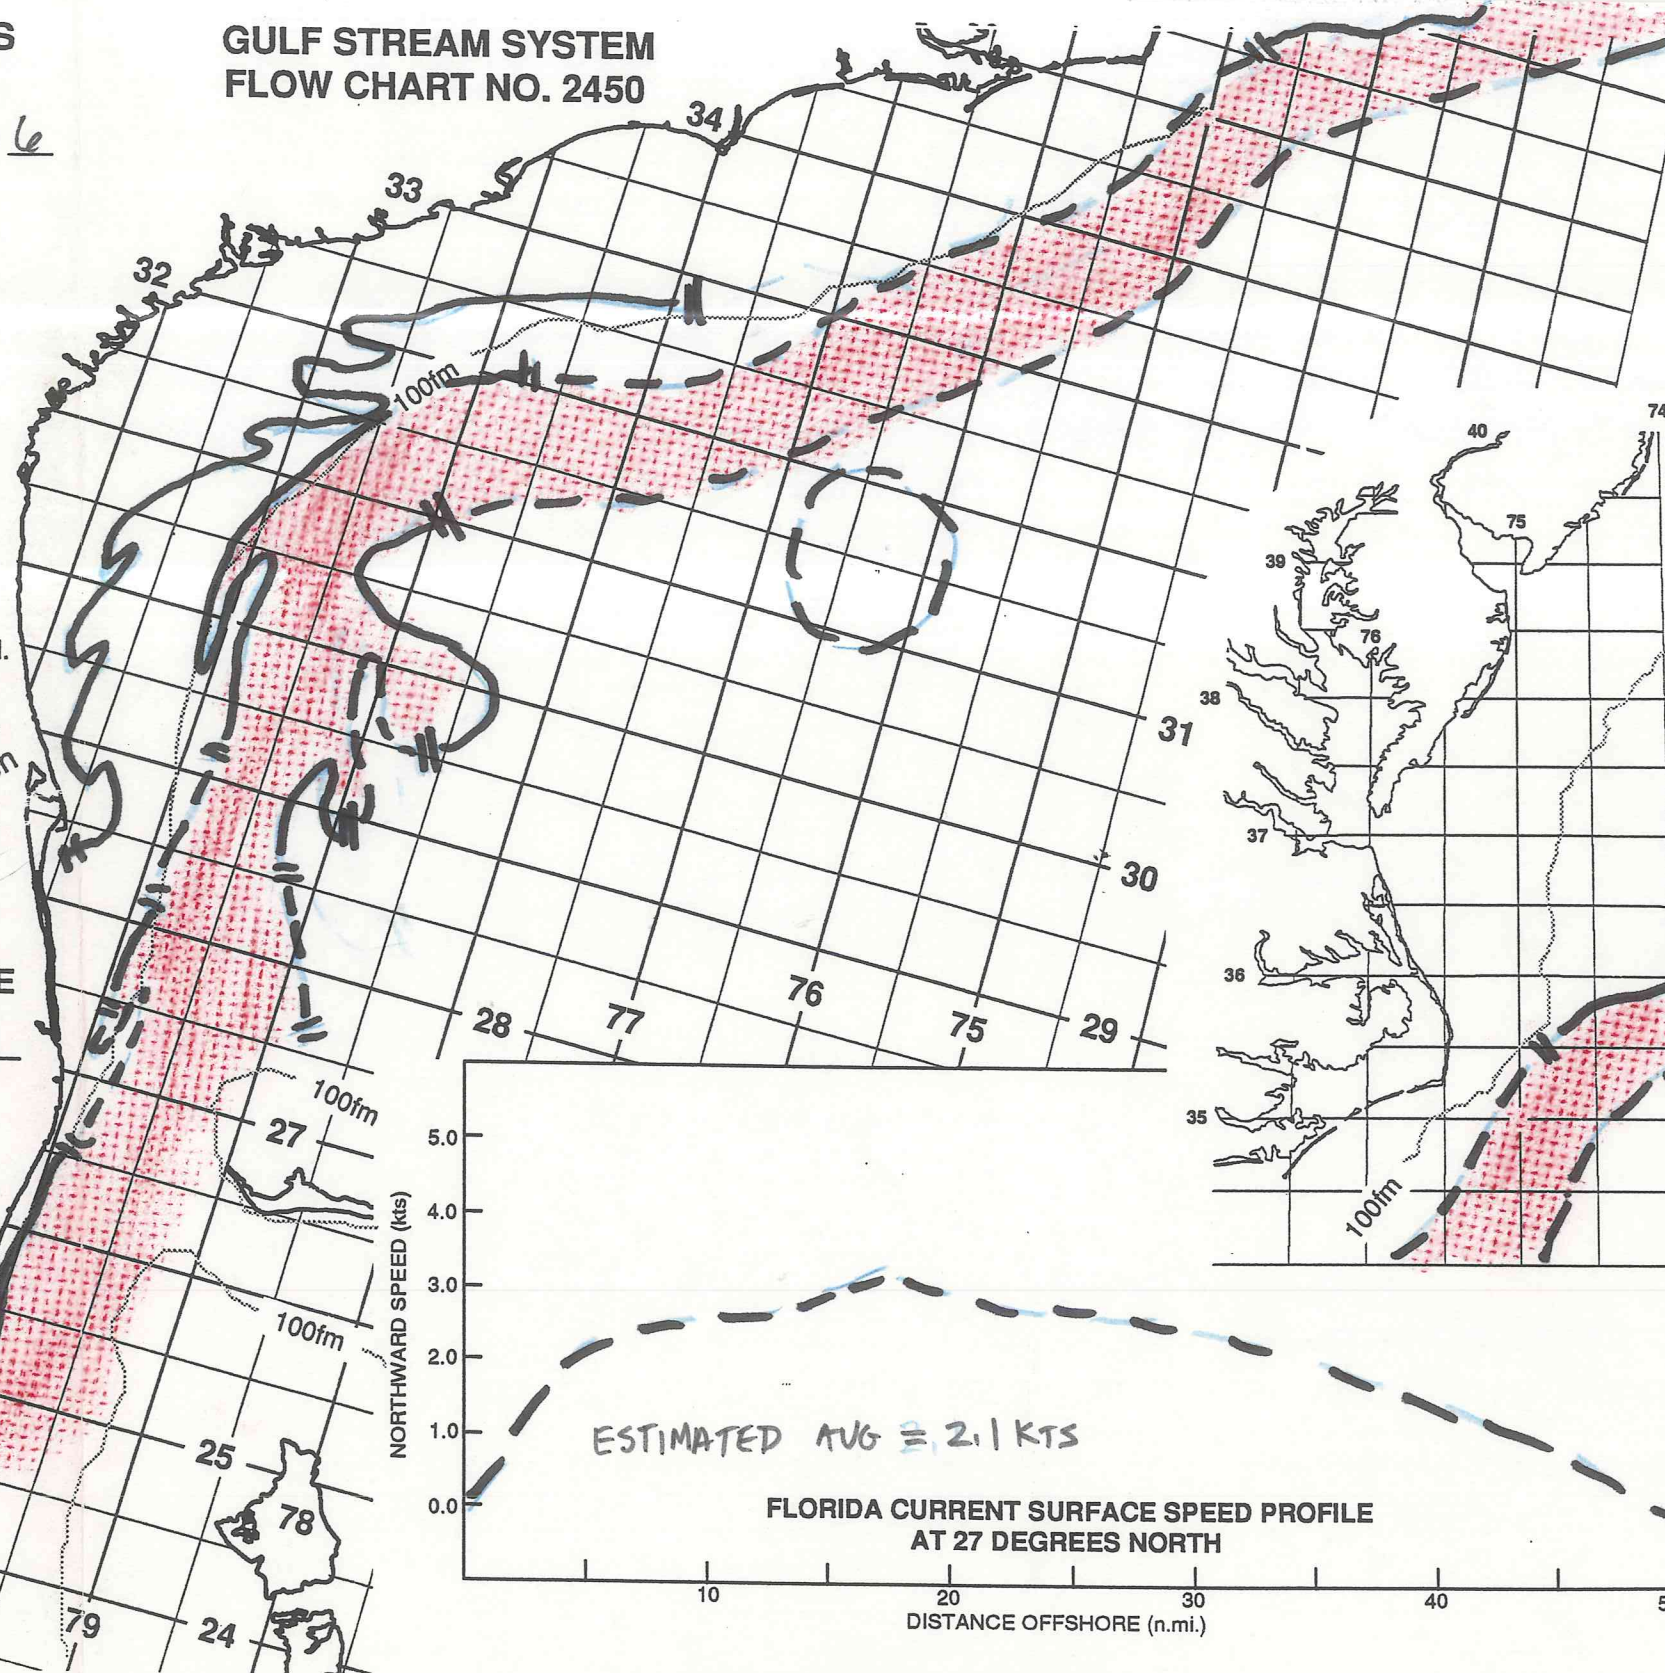 S
GULF STREAM SYSTEM
FLOW CHART NO. 2450
6
34
33
32
100fm
74
40
75
39
76
38
31
37
30
36
E
76
28
77
75
29
100fm
27
35
100fm
5.0
4.0
3.0
2.0
1.0
0.0
NORTHWARD SPEED (kts)
100fm
ESTIMATED AVG = 2.1 KTS
25
78
FLORIDA CURRENT SURFACE SPEED PROFILE
AT 27 DEGREES NORTH
10
20
30
40
5
79
24
DISTANCE OFFSHORE (n.mi.)